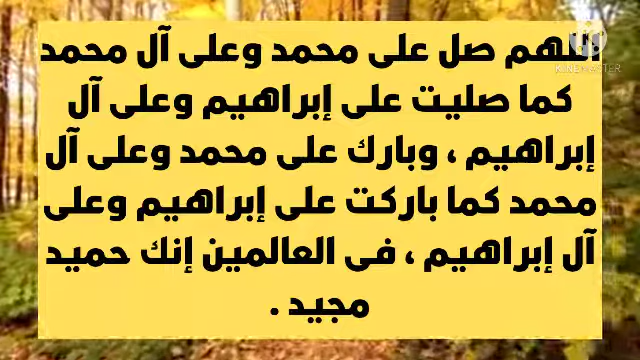 اللهم صل على محمد وعلى آل محمد
كما صليت على إبراهيم وعلى آل
إبراهيم ، وبارك على محمد وعلى آل
محمد كما باركت على إبراهيم وعلى
آل إبراهيم ، فى العالمين إنك حميد
مجيد .
KINEMASTER